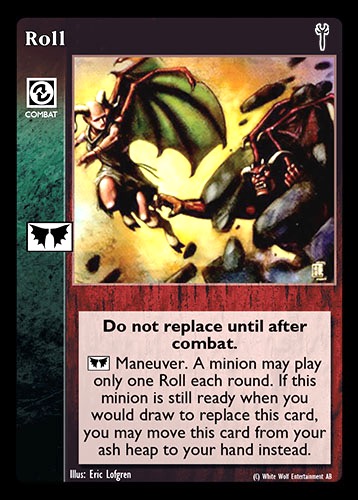 Roll
COMBAT
Do not replace until after
combat.
Maneuver. A minion may play
only one Roll each round. If this
minion is still ready when you
would draw to replace this card,
you may move this card from your
ash heap to your hand instead.
Illus: Eric Lofgren
(C) White Wolf Entertainment AB